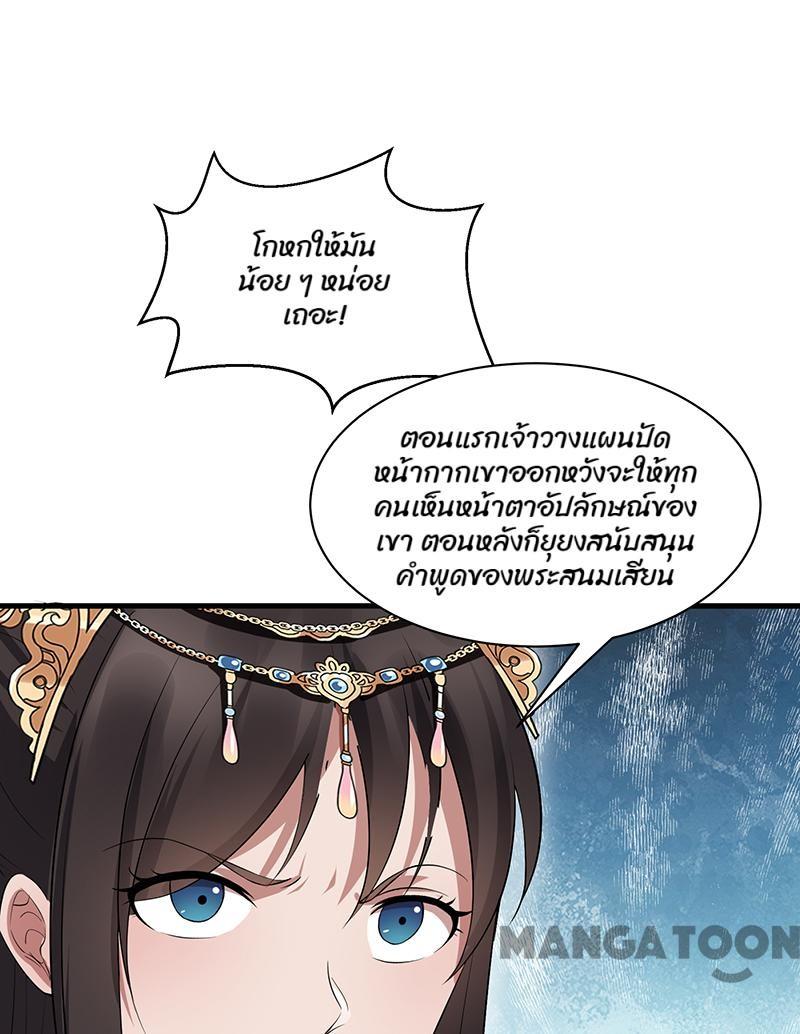 โกหกให้มัน
น้อย ๆ หน่อย
เถอะ!
ตอนแรกเจ้าวางแผนปัด
หน้ากากเขาออกหวังจะให้ทุก
คนเห็นหน้าตาอัปลักษณ์ของ
เขา ตอนหลังก็ยุยงสนับสนุน
คำพูดของพระสนมเสียน
MANGATOON